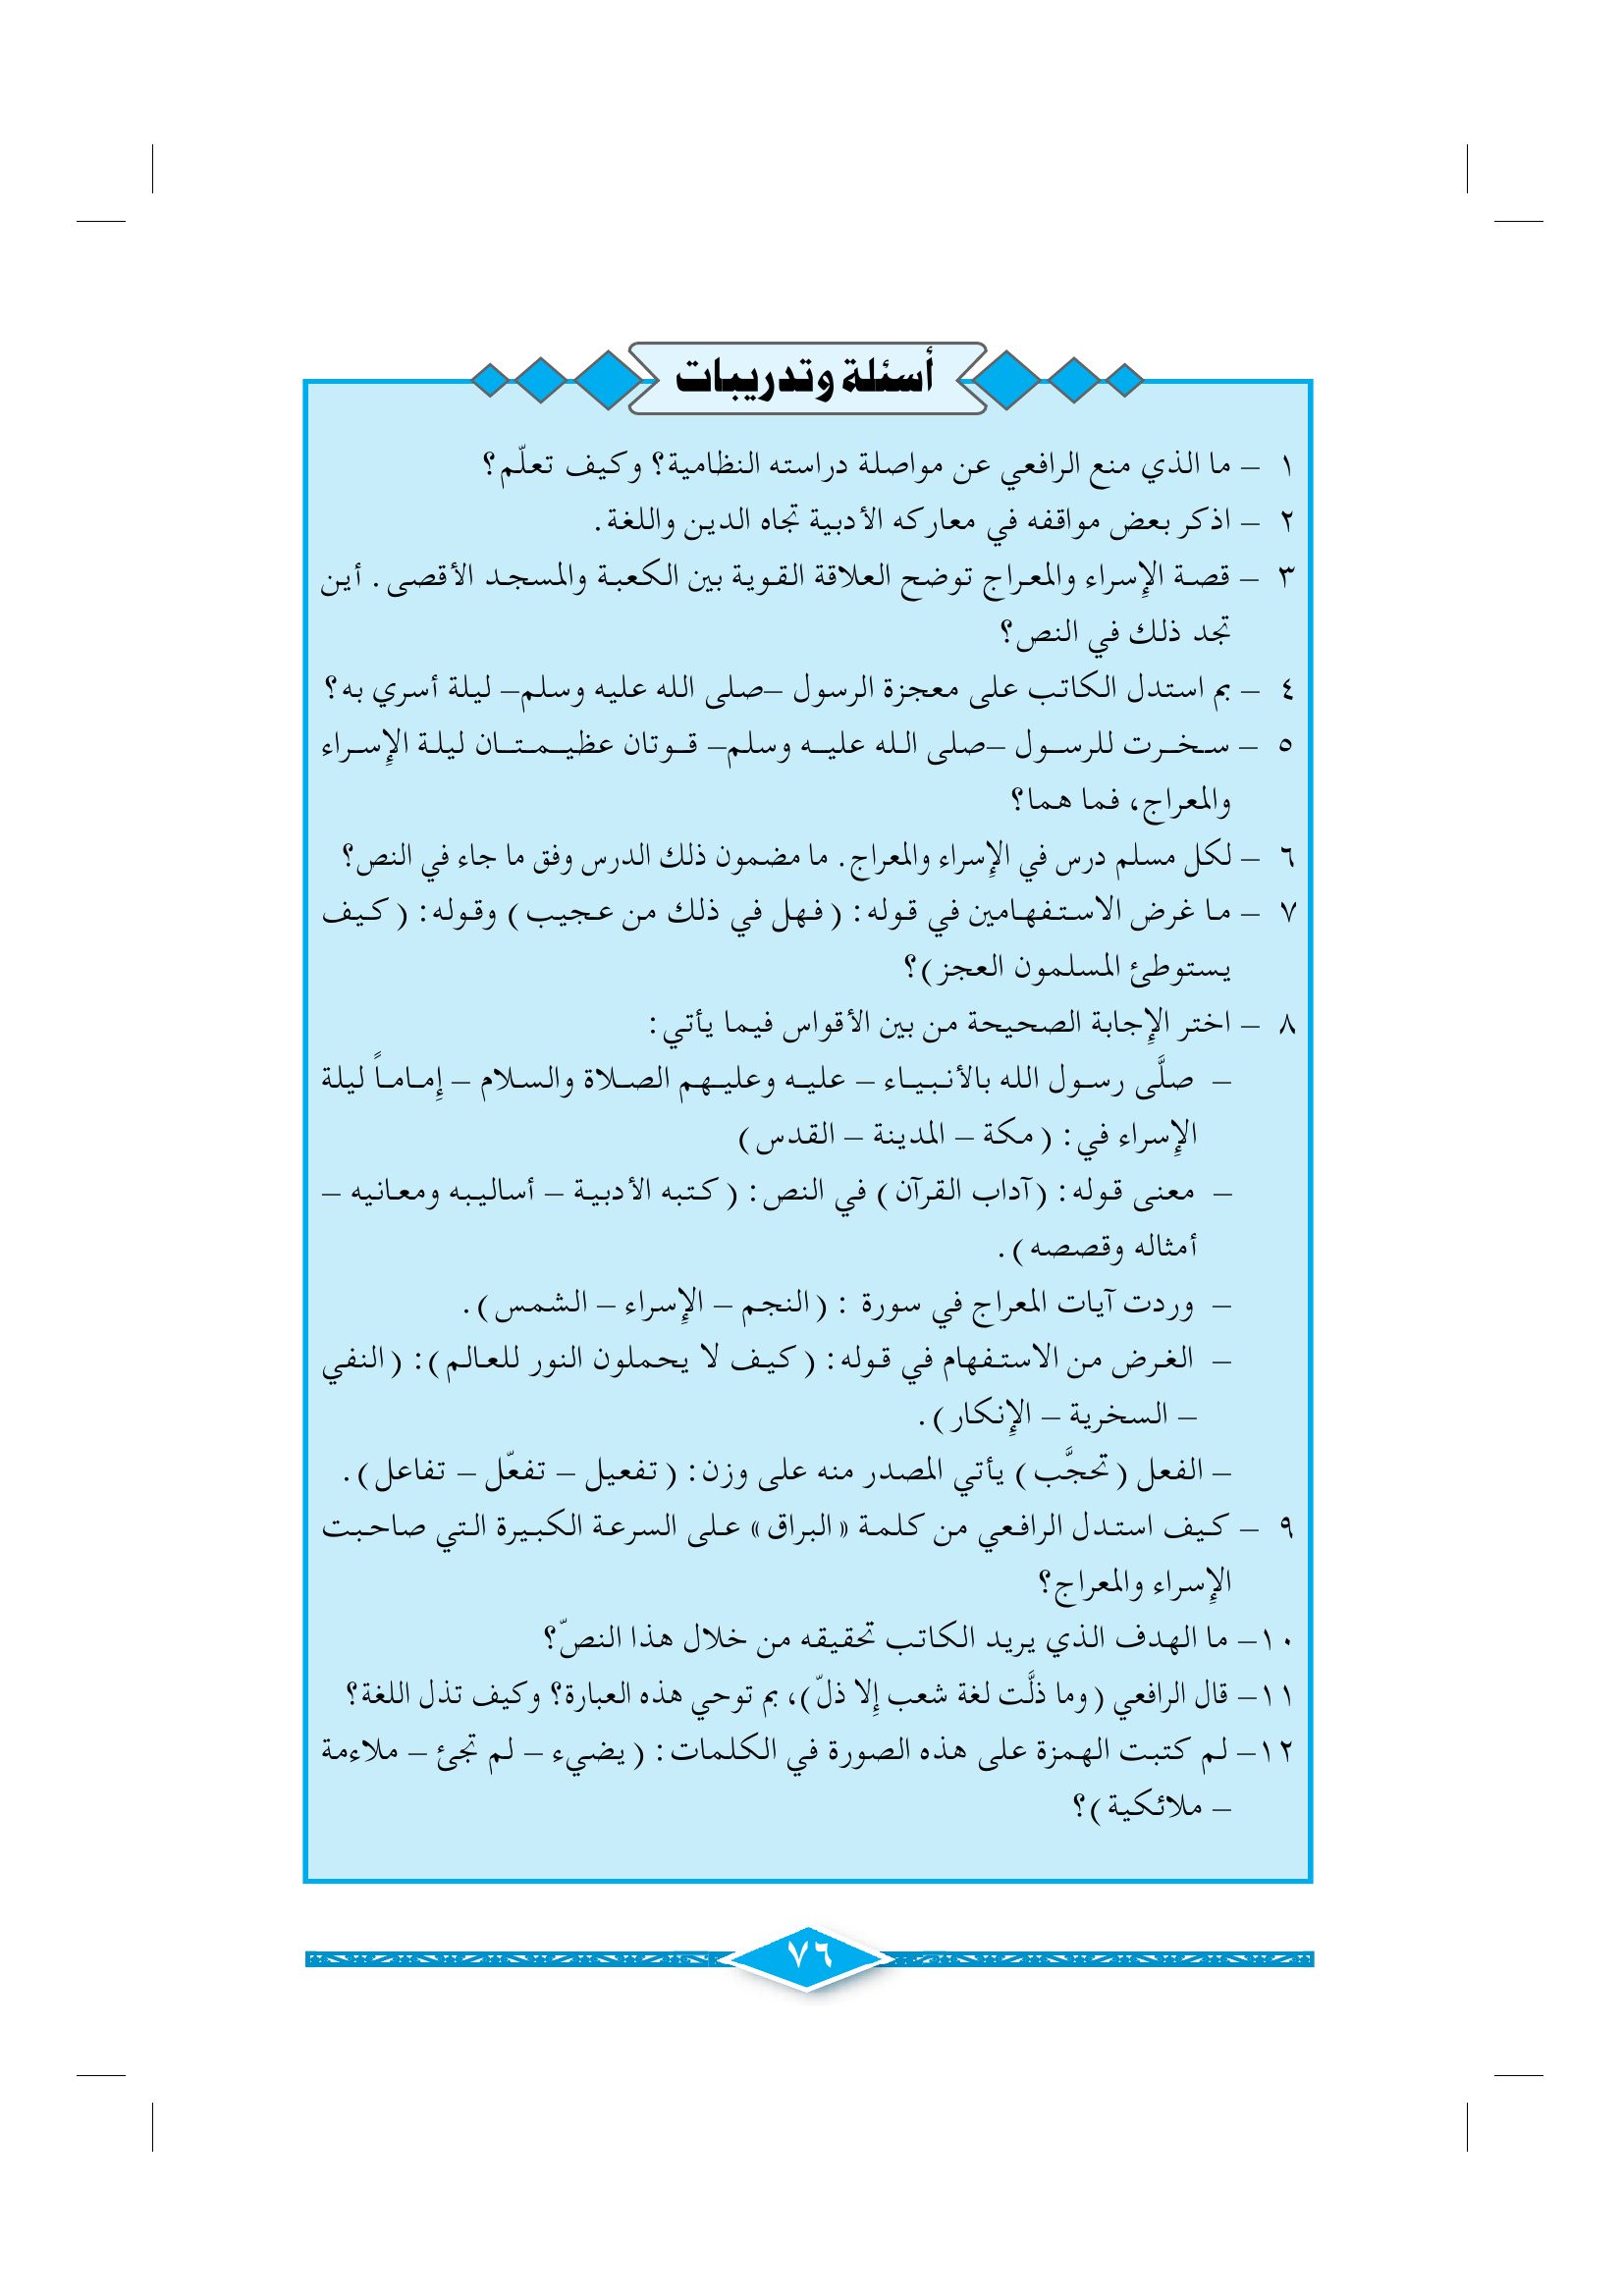 أسئلة وتدريبات
١ – ما الذي منع الرافعي عن مواصلة دراسته النظامية؟ وكيف تعلّم؟
٢ – اذكر بعض مواقفه في معاركه الأدبية تجاه الدين واللغة.
٣ – قصة الإسراء والمعراج توضح العلاقة القوية بين الكعبة والمسجد الأقصى. أين
تجد ذلك في النص؟
٤ – بم استدل الكاتب على معجزة الرسول –صلى الله عليه وسلم– ليلة أسري به؟
٥ – سخرت للرسول –صلى الله عليه وسلم– قوتان عظيمتان ليلة الإسراء
والمعراج، فما هما؟
٦ – لكل مسلم درس في الإسراء والمعراج. ما مضمون ذلك الدرس وفق ما جاء في النص؟
٧ – ما غرض الاستفهامين في قوله: (فهل في ذلك من عجيب) وقوله: (كيف
يستوطئ المسلمون العجز)؟
٨ – اختر الإجابة الصحيحة من بين الأقواس فيما يأتي:
– صلَّى رسول الله بالأنبياء – عليه وعليهم الصلاة والسلام – إماماً ليلة
الإسراء في: (مكة – المدينة – القدس)
– معنى قوله: (آداب القرآن) في النص: (كتبه الأدبية – أساليبه ومعانيه –
أمثاله وقصصه).
– وردت آيات المعراج في سورة : (النجم – الإسراء – الشمس).
– الغرض من الاستفهام في قوله: (كيف لا يحملون النور للعالم): (النفي
– السخرية – الإنكار).
– الفعل (تحجَّب) يأتي المصدر منه على وزن: (تفعيل – تفعّل – تفاعل).
٩ – كيف استدل الرافعي من كلمة «البراق» على السرعة الكبيرة التي صاحبت
الإسراء والمعراج؟
١٠– ما الهدف الذي يريد الكاتب تحقيقه من خلال هذا النصّ؟
١١– قال الرافعي (وما ذلَّت لغة شعب إلا ذلّ)، بم توحي هذه العبارة؟ وكيف تذل اللغة؟
١٢– لم كتبت الهمزة على هذه الصورة في الكلمات: (يضيء – لم تجئ – ملاءمة
– ملائكية)؟
٧٦